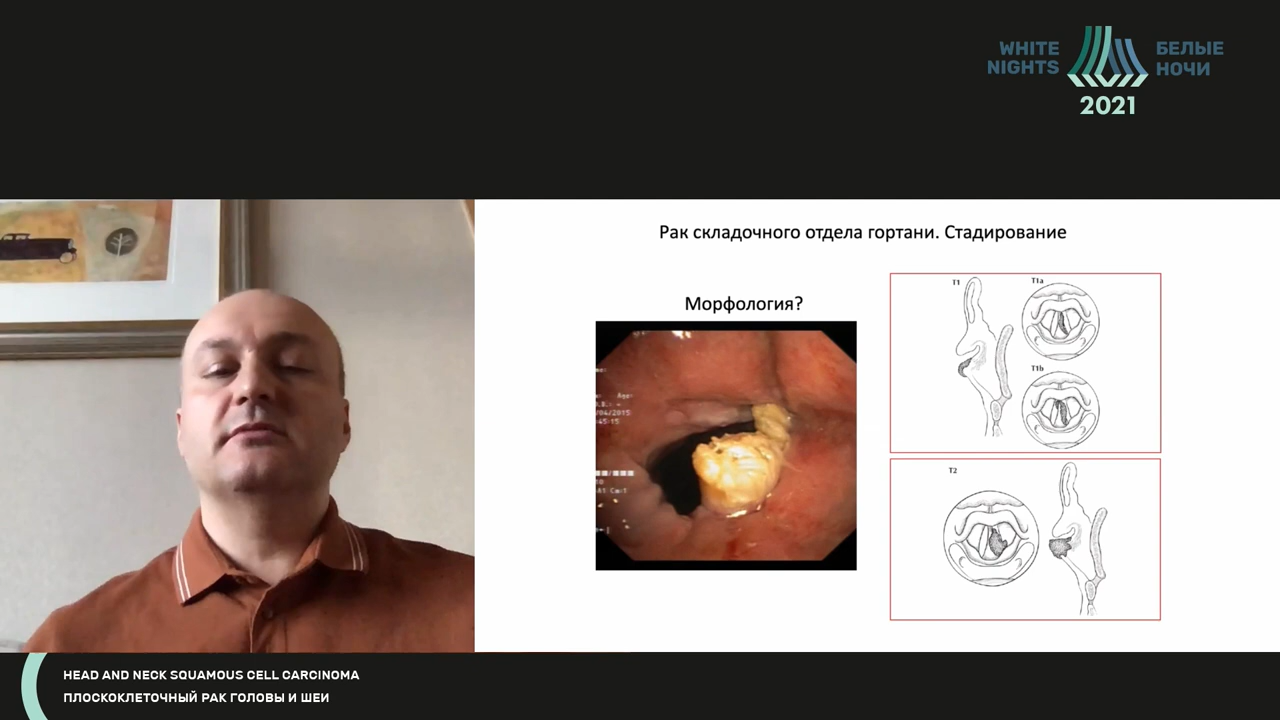 WHITE
NIGHTS
БЕЛЫЕ
НОЧИ
2021
Рак складочного отдела гортани. Стадирование
Морфология?
T1
T1a
T1b
T2
HEAD AND NECK SQUAMOUS CELL CARCINOMA
ПЛОСКОКЛЕТОЧНЫЙ РАК ГОЛОВЫ И ШЕИ